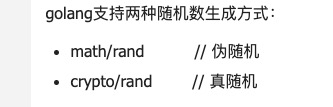 golang支持两种随机数生成方式：
• math/rand // 伪随机
• crypto/rand // 真随机